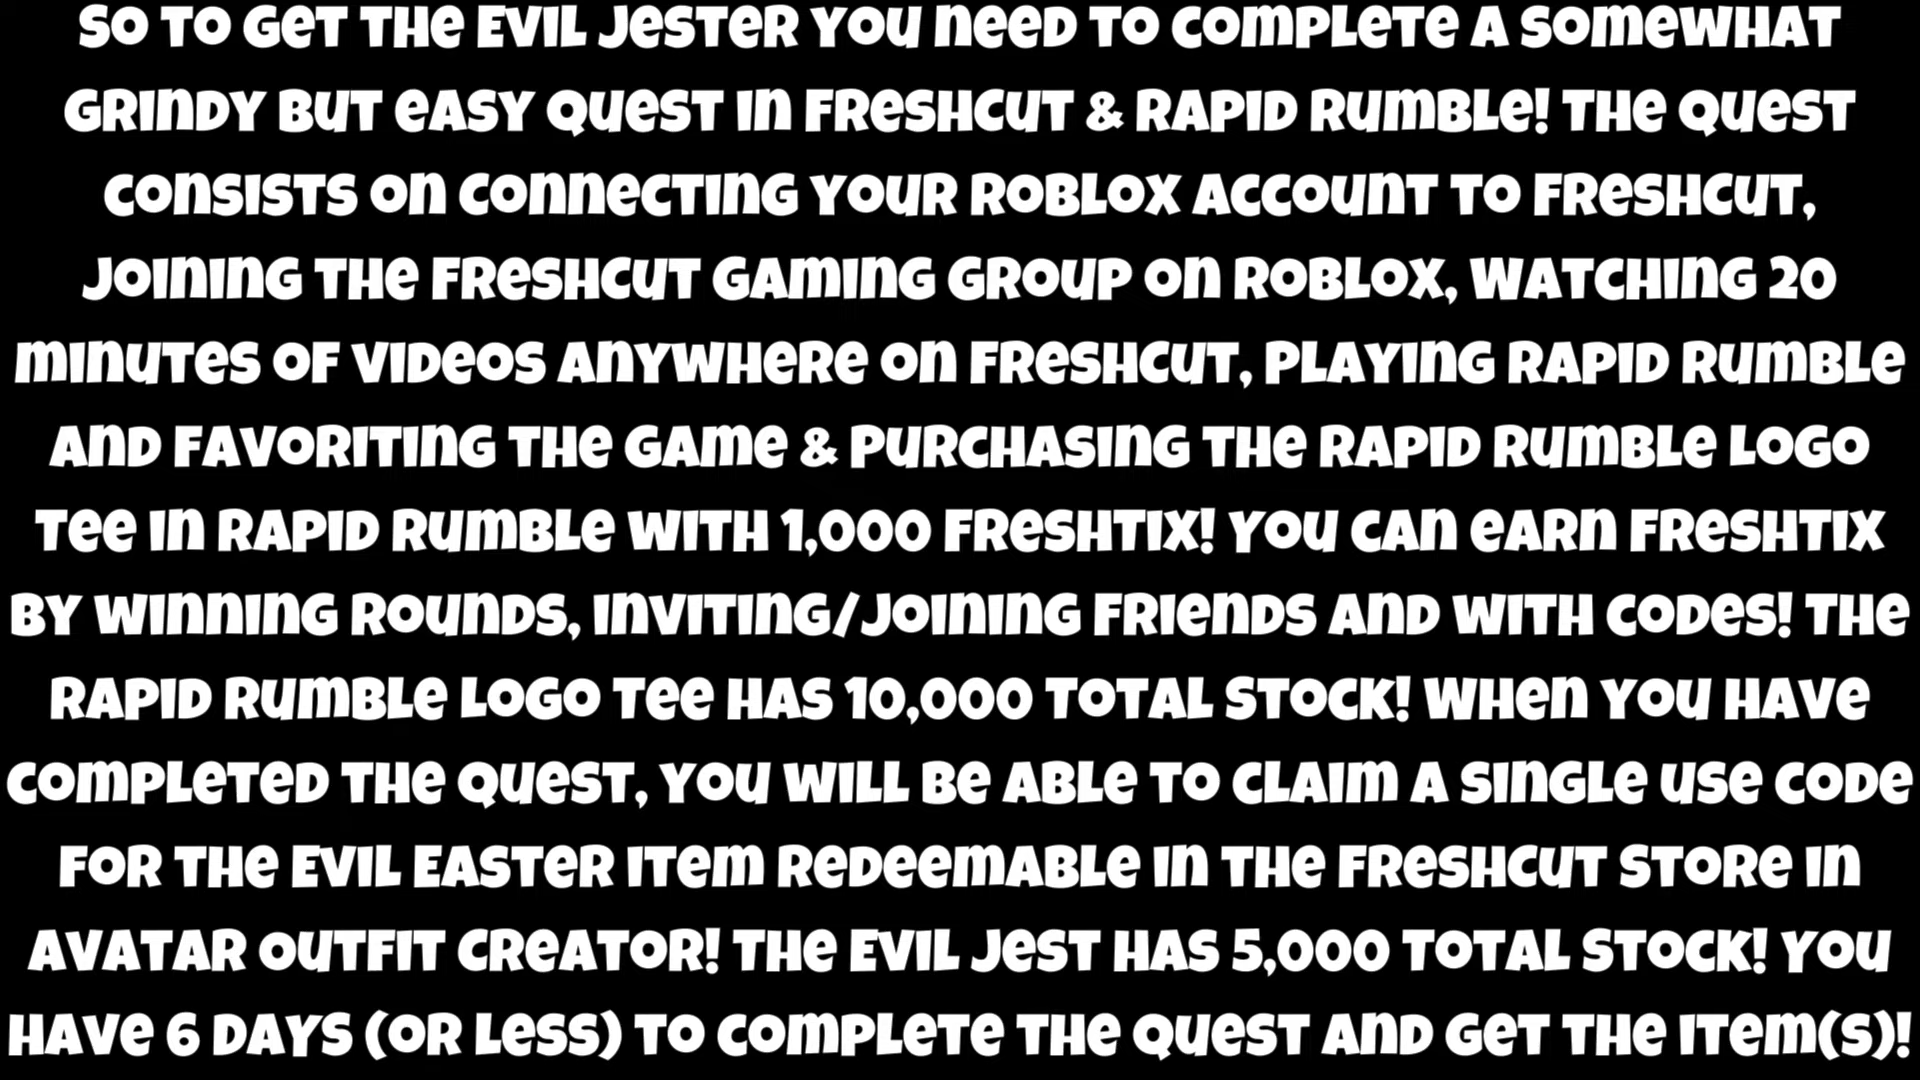 So to get the Evil Jester you need to complete a somewhat
grindy but easy quest in FreshCut & Rapid Rumble! The quest
consists on connecting your Roblox account to FreshCut,
joining the FreshCut Gaming group on Roblox, watching 20
minutes of videos anywhere on FreshCut, playing Rapid Rumble
and favoriting the game & purchasing the Rapid Rumble Logo
Tee in Rapid Rumble with 1,000 FreshTix! You can earn FreshTix
by winning rounds, inviting/joining friends and with codes! The
Rapid Rumble Logo Tee has 10,000 total stock! When you have
completed the quest, you will be able to claim a single use code
for the Evil Easter item redeemable in the FreshCut Store in
Avatar Outfit Creator! The Evil Jest has 5,000 total stock! You
have 6 days (or less) to complete the quest and get the item(s)!